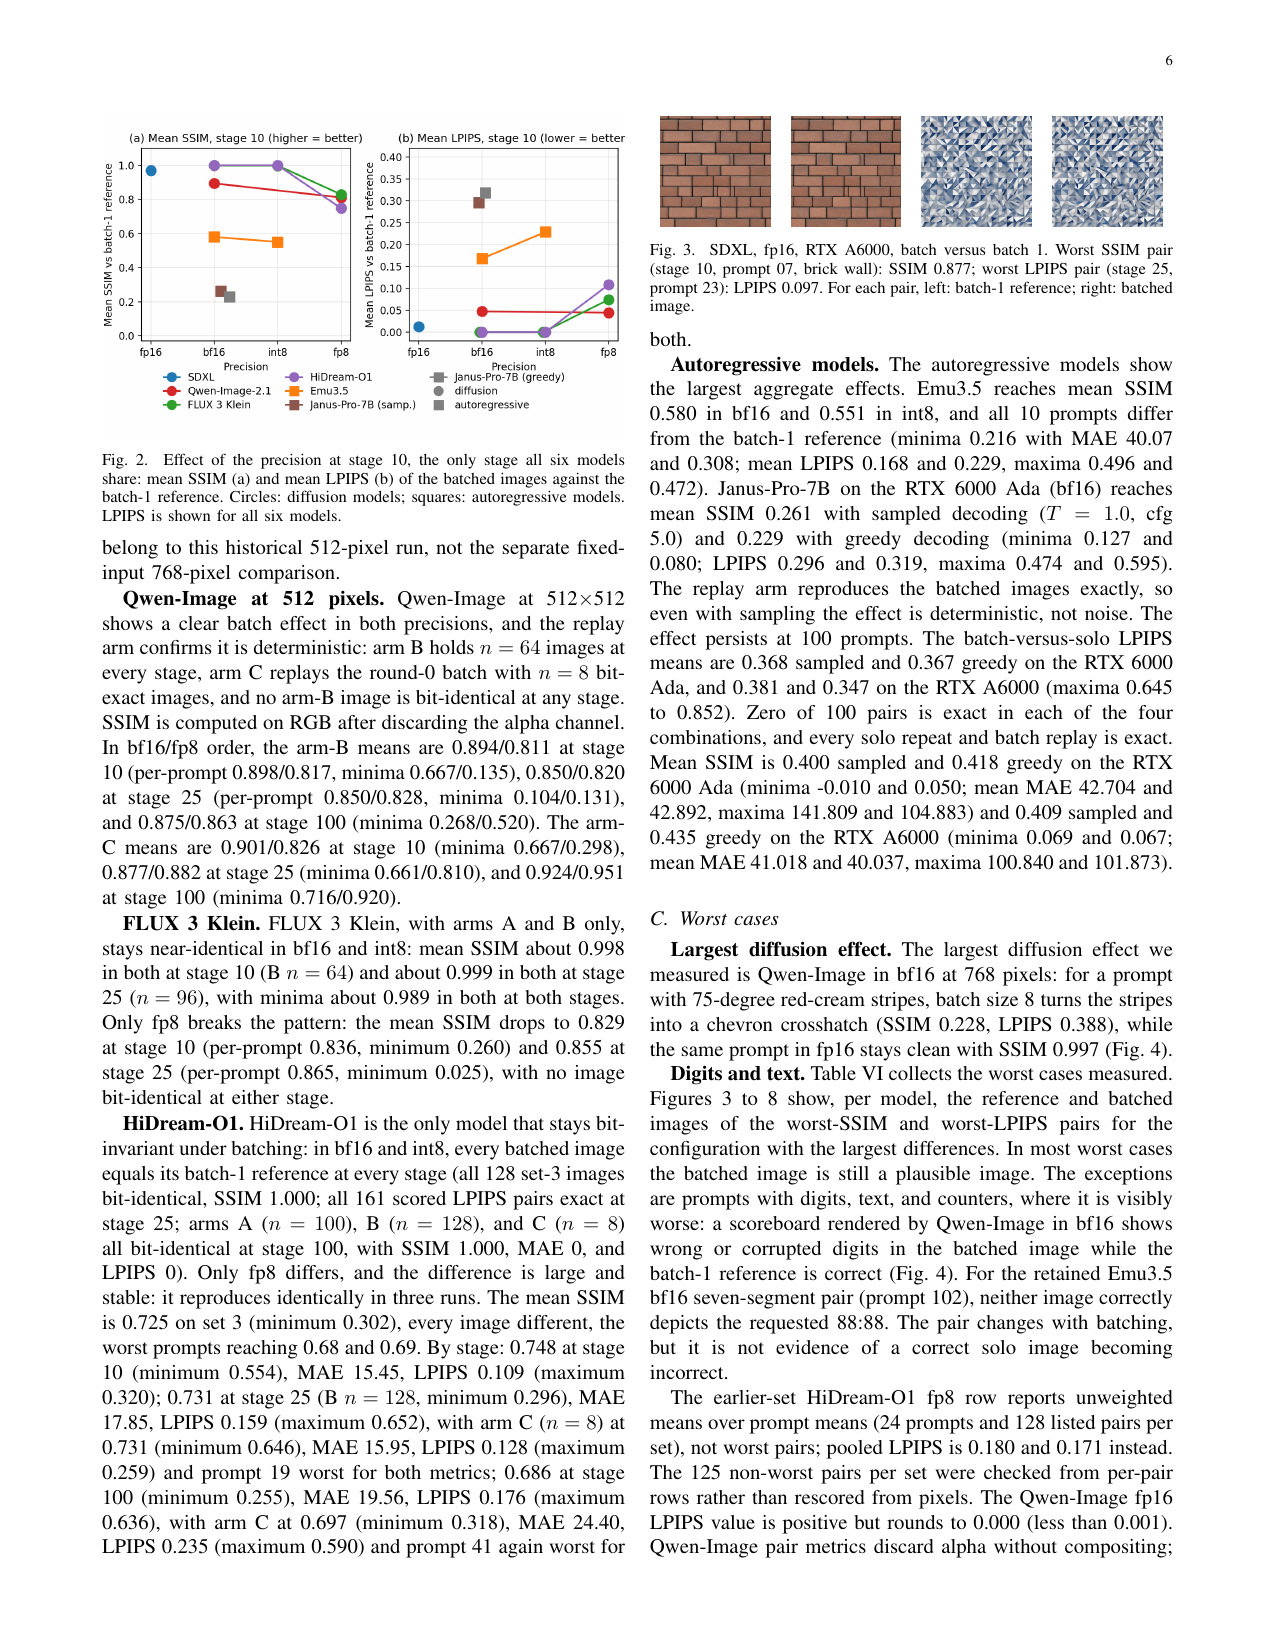 6
(a) Mean SSIM, stage 10 (higher = better)
Mean SSIM vs batch-1 reference
1.0
0.8
0.6
0.4
0.2
0.0
fp16
bf16
int8
fp8
Precision
(b) Mean LPIPS, stage 10 (lower = better
Mean LPIPS vs batch-1 reference
0.40
0.35
0.30
0.25
0.20
0.15
0.10
0.05
0.00
fp16
bf16
int8
fp8
Precision
SDXL
Qwen-Image-2.1
FLUX 3 Klein
HiDream-O1
Emu3.5
Janus-Pro-7B (samp.)
Janus-Pro-7B (greedy)
diffusion
autoregressive
Fig. 2. Effect of the precision at stage 10, the only stage all six models
share: mean SSIM (a) and mean LPIPS (b) of the batched images against the
batch-1 reference. Circles: diffusion models; squares: autoregressive models.
LPIPS is shown for all six models.
belong to this historical 512-pixel run, not the separate fixed-
input 768-pixel comparison.
Qwen-Image at 512 pixels. Qwen-Image at 512×512
shows a clear batch effect in both precisions, and the replay
arm confirms it is deterministic: arm B holds n = 64 images at
every stage, arm C replays the round-0 batch with n = 8 bit-
exact images, and no arm-B image is bit-identical at any stage.
SSIM is computed on RGB after discarding the alpha channel.
In bf16/fp8 order, the arm-B means are 0.894/0.811 at stage
10 (per-prompt 0.898/0.817, minima 0.667/0.135), 0.850/0.820
at stage 25 (per-prompt 0.850/0.828, minima 0.104/0.131),
and 0.875/0.863 at stage 100 (minima 0.268/0.520). The arm-
C means are 0.901/0.826 at stage 10 (minima 0.667/0.298),
0.877/0.882 at stage 25 (minima 0.661/0.810), and 0.924/0.951
at stage 100 (minima 0.716/0.920).
FLUX 3 Klein. FLUX 3 Klein, with arms A and B only,
stays near-identical in bf16 and int8: mean SSIM about 0.998
in both at stage 10 (B n = 64) and about 0.999 in both at stage
25 (n = 96), with minima about 0.989 in both at both stages.
Only fp8 breaks the pattern: the mean SSIM drops to 0.829
at stage 10 (per-prompt 0.836, minimum 0.260) and 0.855 at
stage 25 (per-prompt 0.865, minimum 0.025), with no image
bit-identical at either stage.
HiDream-O1. HiDream-O1 is the only model that stays bit-
invariant under batching: in bf16 and int8, every batched image
equals its batch-1 reference at every stage (all 128 set-3 images
bit-identical, SSIM 1.000; all 161 scored LPIPS pairs exact at
stage 25; arms A (n = 100), B (n = 128), and C (n = 8)
all bit-identical at stage 100, with SSIM 1.000, MAE 0, and
LPIPS 0). Only fp8 differs, and the difference is large and
stable: it reproduces identically in three runs. The mean SSIM
is 0.725 on set 3 (minimum 0.302), every image different, the
worst prompts reaching 0.68 and 0.69. By stage: 0.748 at stage
10 (minimum 0.554), MAE 15.45, LPIPS 0.109 (maximum
0.320); 0.731 at stage 25 (B n = 128, minimum 0.296), MAE
17.85, LPIPS 0.159 (maximum 0.652), with arm C (n = 8) at
0.731 (minimum 0.646), MAE 15.95, LPIPS 0.128 (maximum
0.259) and prompt 19 worst for both metrics; 0.686 at stage
100 (minimum 0.255), MAE 19.56, LPIPS 0.176 (maximum
0.636), with arm C at 0.697 (minimum 0.318), MAE 24.40,
LPIPS 0.235 (maximum 0.590) and prompt 41 again worst for
Fig. 3. SDXL, fp16, RTX A6000, batch versus batch 1. Worst SSIM pair
(stage 10, prompt 07, brick wall): SSIM 0.877; worst LPIPS pair (stage 25,
prompt 23): LPIPS 0.097. For each pair, left: batch-1 reference; right: batched
image.
both.
Autoregressive models. The autoregressive models show
the largest aggregate effects. Emu3.5 reaches mean SSIM
0.580 in bf16 and 0.551 in int8, and all 10 prompts differ
from the batch-1 reference (minima 0.216 with MAE 40.07
and 0.308; mean LPIPS 0.168 and 0.229, maxima 0.496 and
0.472). Janus-Pro-7B on the RTX 6000 Ada (bf16) reaches
mean SSIM 0.261 with sampled decoding (T = 1.0, cfg
5.0) and 0.229 with greedy decoding (minima 0.127 and
0.080; LPIPS 0.296 and 0.319, maxima 0.474 and 0.595).
The replay arm reproduces the batched images exactly, so
even with sampling the effect is deterministic, not noise. The
effect persists at 100 prompts. The batch-versus-solo LPIPS
means are 0.368 sampled and 0.367 greedy on the RTX 6000
Ada, and 0.381 and 0.347 on the RTX A6000 (maxima 0.645
to 0.852). Zero of 100 pairs is exact in each of the four
combinations, and every solo repeat and batch replay is exact.
Mean SSIM is 0.400 sampled and 0.418 greedy on the RTX
6000 Ada (minima -0.010 and 0.050; mean MAE 42.704 and
42.892, maxima 141.809 and 104.883) and 0.409 sampled and
0.435 greedy on the RTX A6000 (minima 0.069 and 0.067;
mean MAE 41.018 and 40.037, maxima 100.840 and 101.873).
C. Worst cases
Largest diffusion effect. The largest diffusion effect we
measured is Qwen-Image in bf16 at 768 pixels: for a prompt
with 75-degree red-cream stripes, batch size 8 turns the stripes
into a chevron crosshatch (SSIM 0.228, LPIPS 0.388), while
the same prompt in fp16 stays clean with SSIM 0.997 (Fig. 4).
Digits and text. Table VI collects the worst cases measured.
Figures 3 to 8 show, per model, the reference and batched
images of the worst-SSIM and worst-LPIPS pairs for the
configuration with the largest differences. In most worst cases
the batched image is still a plausible image. The exceptions
are prompts with digits, text, and counters, where it is visibly
worse: a scoreboard rendered by Qwen-Image in bf16 shows
wrong or corrupted digits in the batched image while the
batch-1 reference is correct (Fig. 4). For the retained Emu3.5
bf16 seven-segment pair (prompt 102), neither image correctly
depicts the requested 88:88. The pair changes with batching,
but it is not evidence of a correct solo image becoming
incorrect.
The earlier-set HiDream-O1 fp8 row reports unweighted
means over prompt means (24 prompts and 128 listed pairs per
set), not worst pairs; pooled LPIPS is 0.180 and 0.171 instead.
The 125 non-worst pairs per set were checked from per-pair
rows rather than rescored from pixels. The Qwen-Image fp16
LPIPS value is positive but rounds to 0.000 (less than 0.001).
Qwen-Image pair metrics discard alpha without compositing;